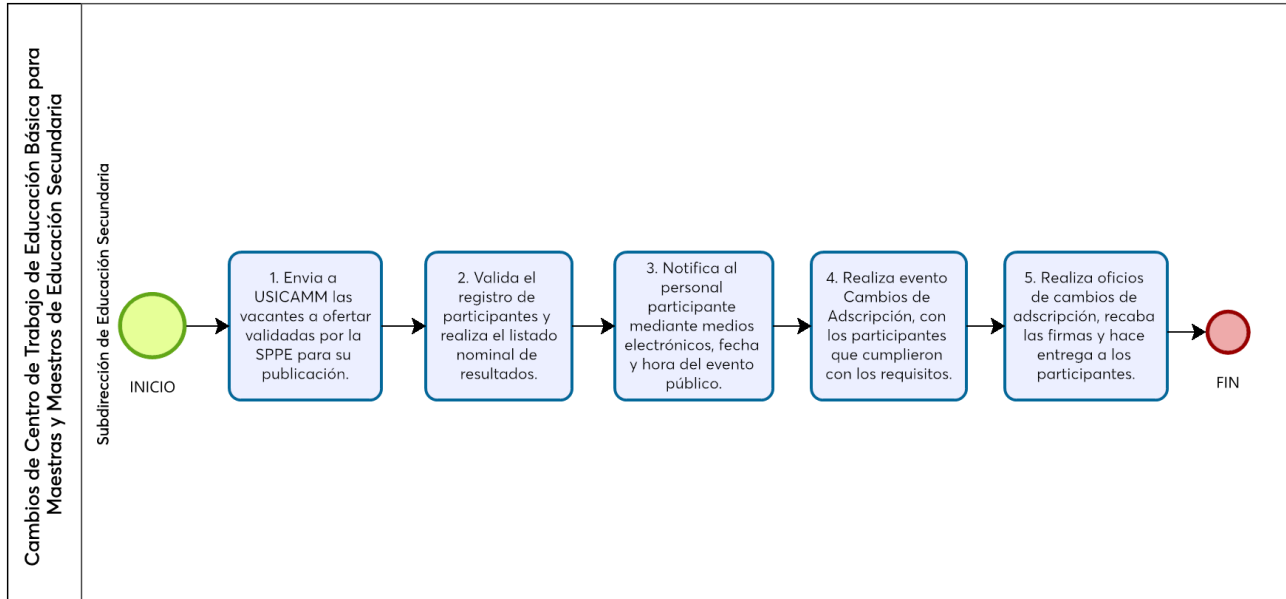 Cambios de Centro de Trabajo de Educación Básica para
Maestras y Maestros de Educación Secundaria
Subdirección de Educación Secundaria
INICIO
1. Envia a
USICAMM las
vacantes a ofertar
validadas por la
SPPE para su
publicación.
2. Valida el
registro de
participantes y
realiza el listado
nominal de
resultados.
3. Notifica al
personal
participante
mediante medios
electrónicos, fecha
y hora del evento
público.
4. Realiza evento
Cambios de
Adscripción, con
los participantes
que cumplieron
con los requisitos.
5. Realiza oficios
de cambios de
adscripción, recaba
las firmas y hace
entrega a los
participantes.
FIN